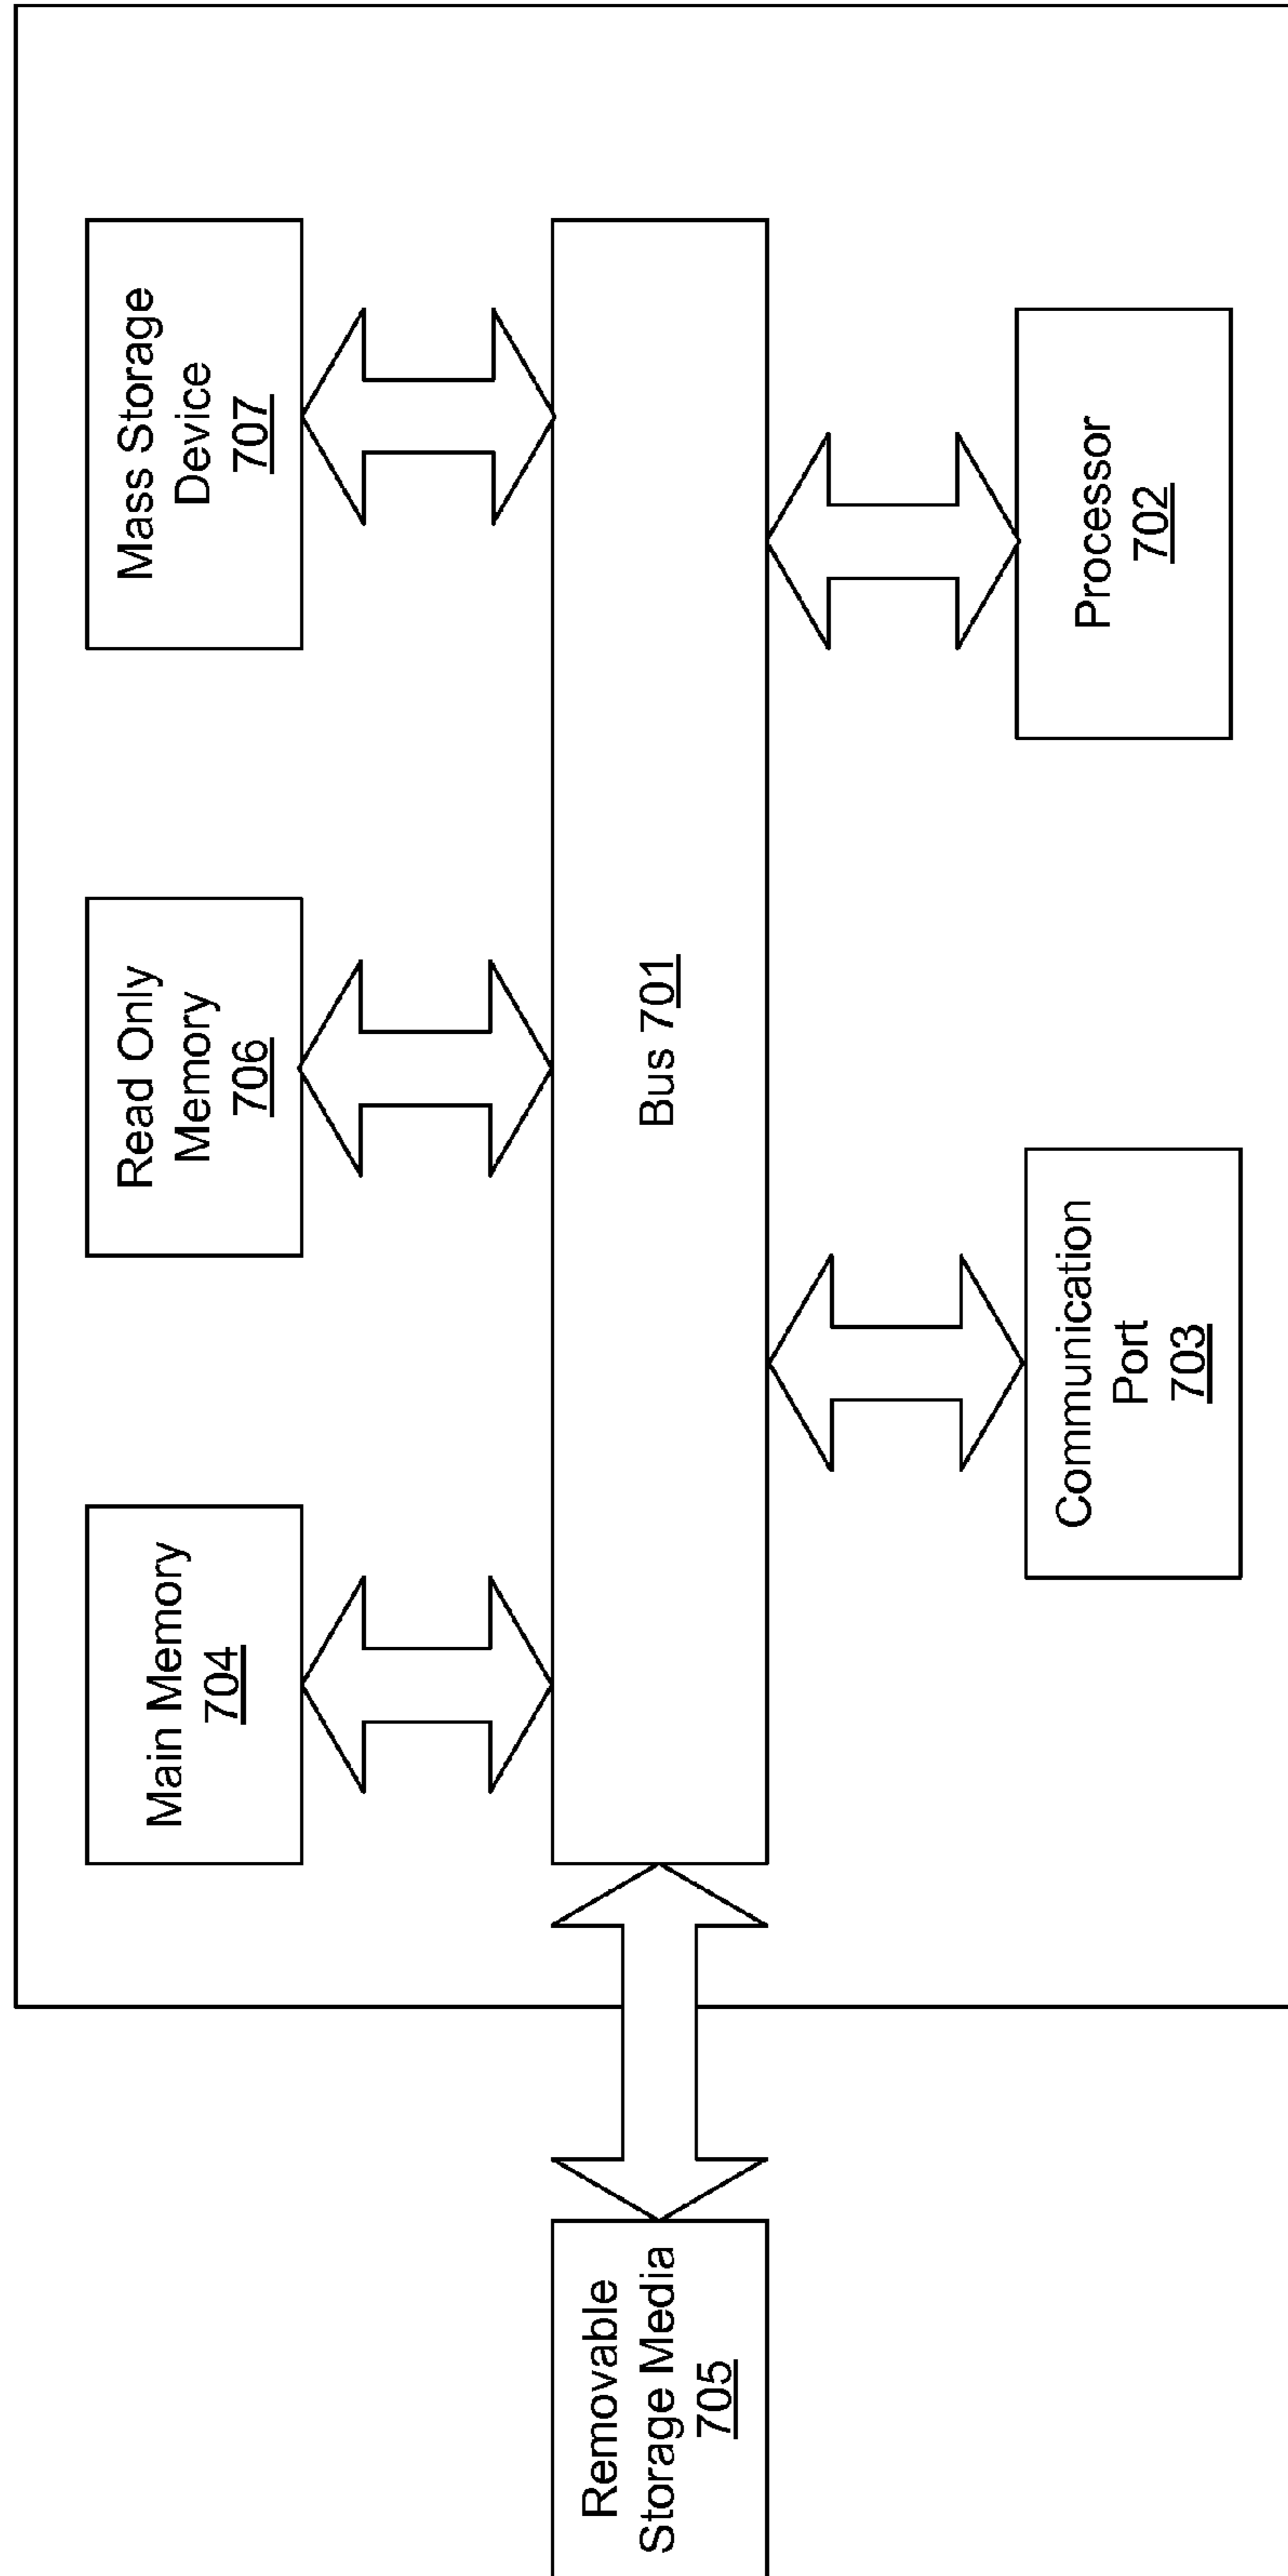 Main Memory
704
Read Only
Memory
706
Mass Storage
Device
707
Removable
Storage Media
705
Bus 701
Communication
Port
703
Processor
702